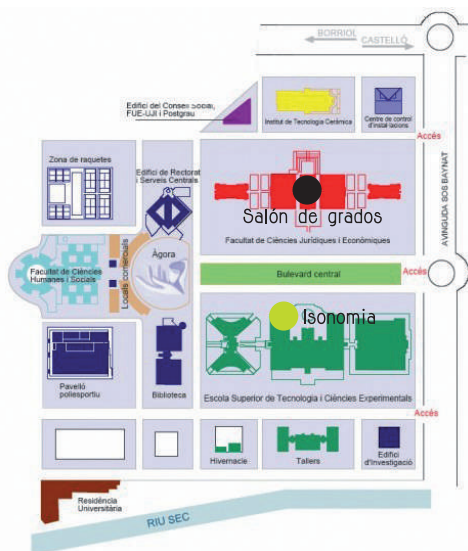 BORRIOL
CASTELLÓ
Edifici del Consell Social,
FUE-UJI i Postgrau
Institut de Tecnologia Ceràmica
Centre de control
d'instal·lacions
Accés
Zona de raquetes
Edifici de Rectorat
i Serveis Centrals
Salón de grados
Facultat de Ciències Jurídiques i Econòmiques
AVINGUDA SOS BAYNAT
Facultat de Ciències
Humanes i Socials
Locals comercials
Àgora
Bulevard central
Accés
Isonomia
Pavelló
poliesportiu
Biblioteca
Escola Superior de Tecnologia i Ciències Experimentals
Accés
Hivernacle
Tallers
Edifici
d'Investigació
Residència
Universitària
RIU SEC